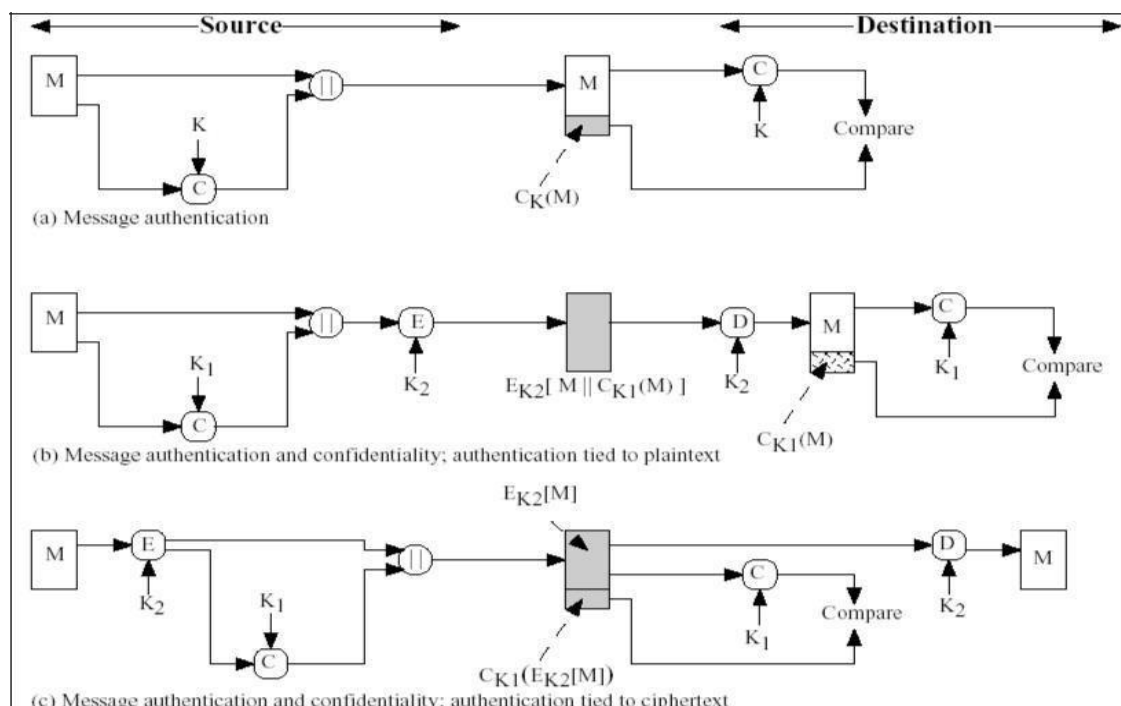 Source
Destination
M
||
M
C
K
K
Compare
C
CK(M)
(a) Message authentication
M
||
E
D
M
C
K1
K2
K2
K1
Compare
EK2[ M || CK1(M) ]
C
CK1(M)
(b) Message authentication and confidentiality; authentication tied to plaintext
EK2[M]
M
E
||
D
M
C
K2
K1
K2
K1
Compare
C
CK1(EK2[M])
(c) Message authentication and confidentiality; authentication tied to ciphertext